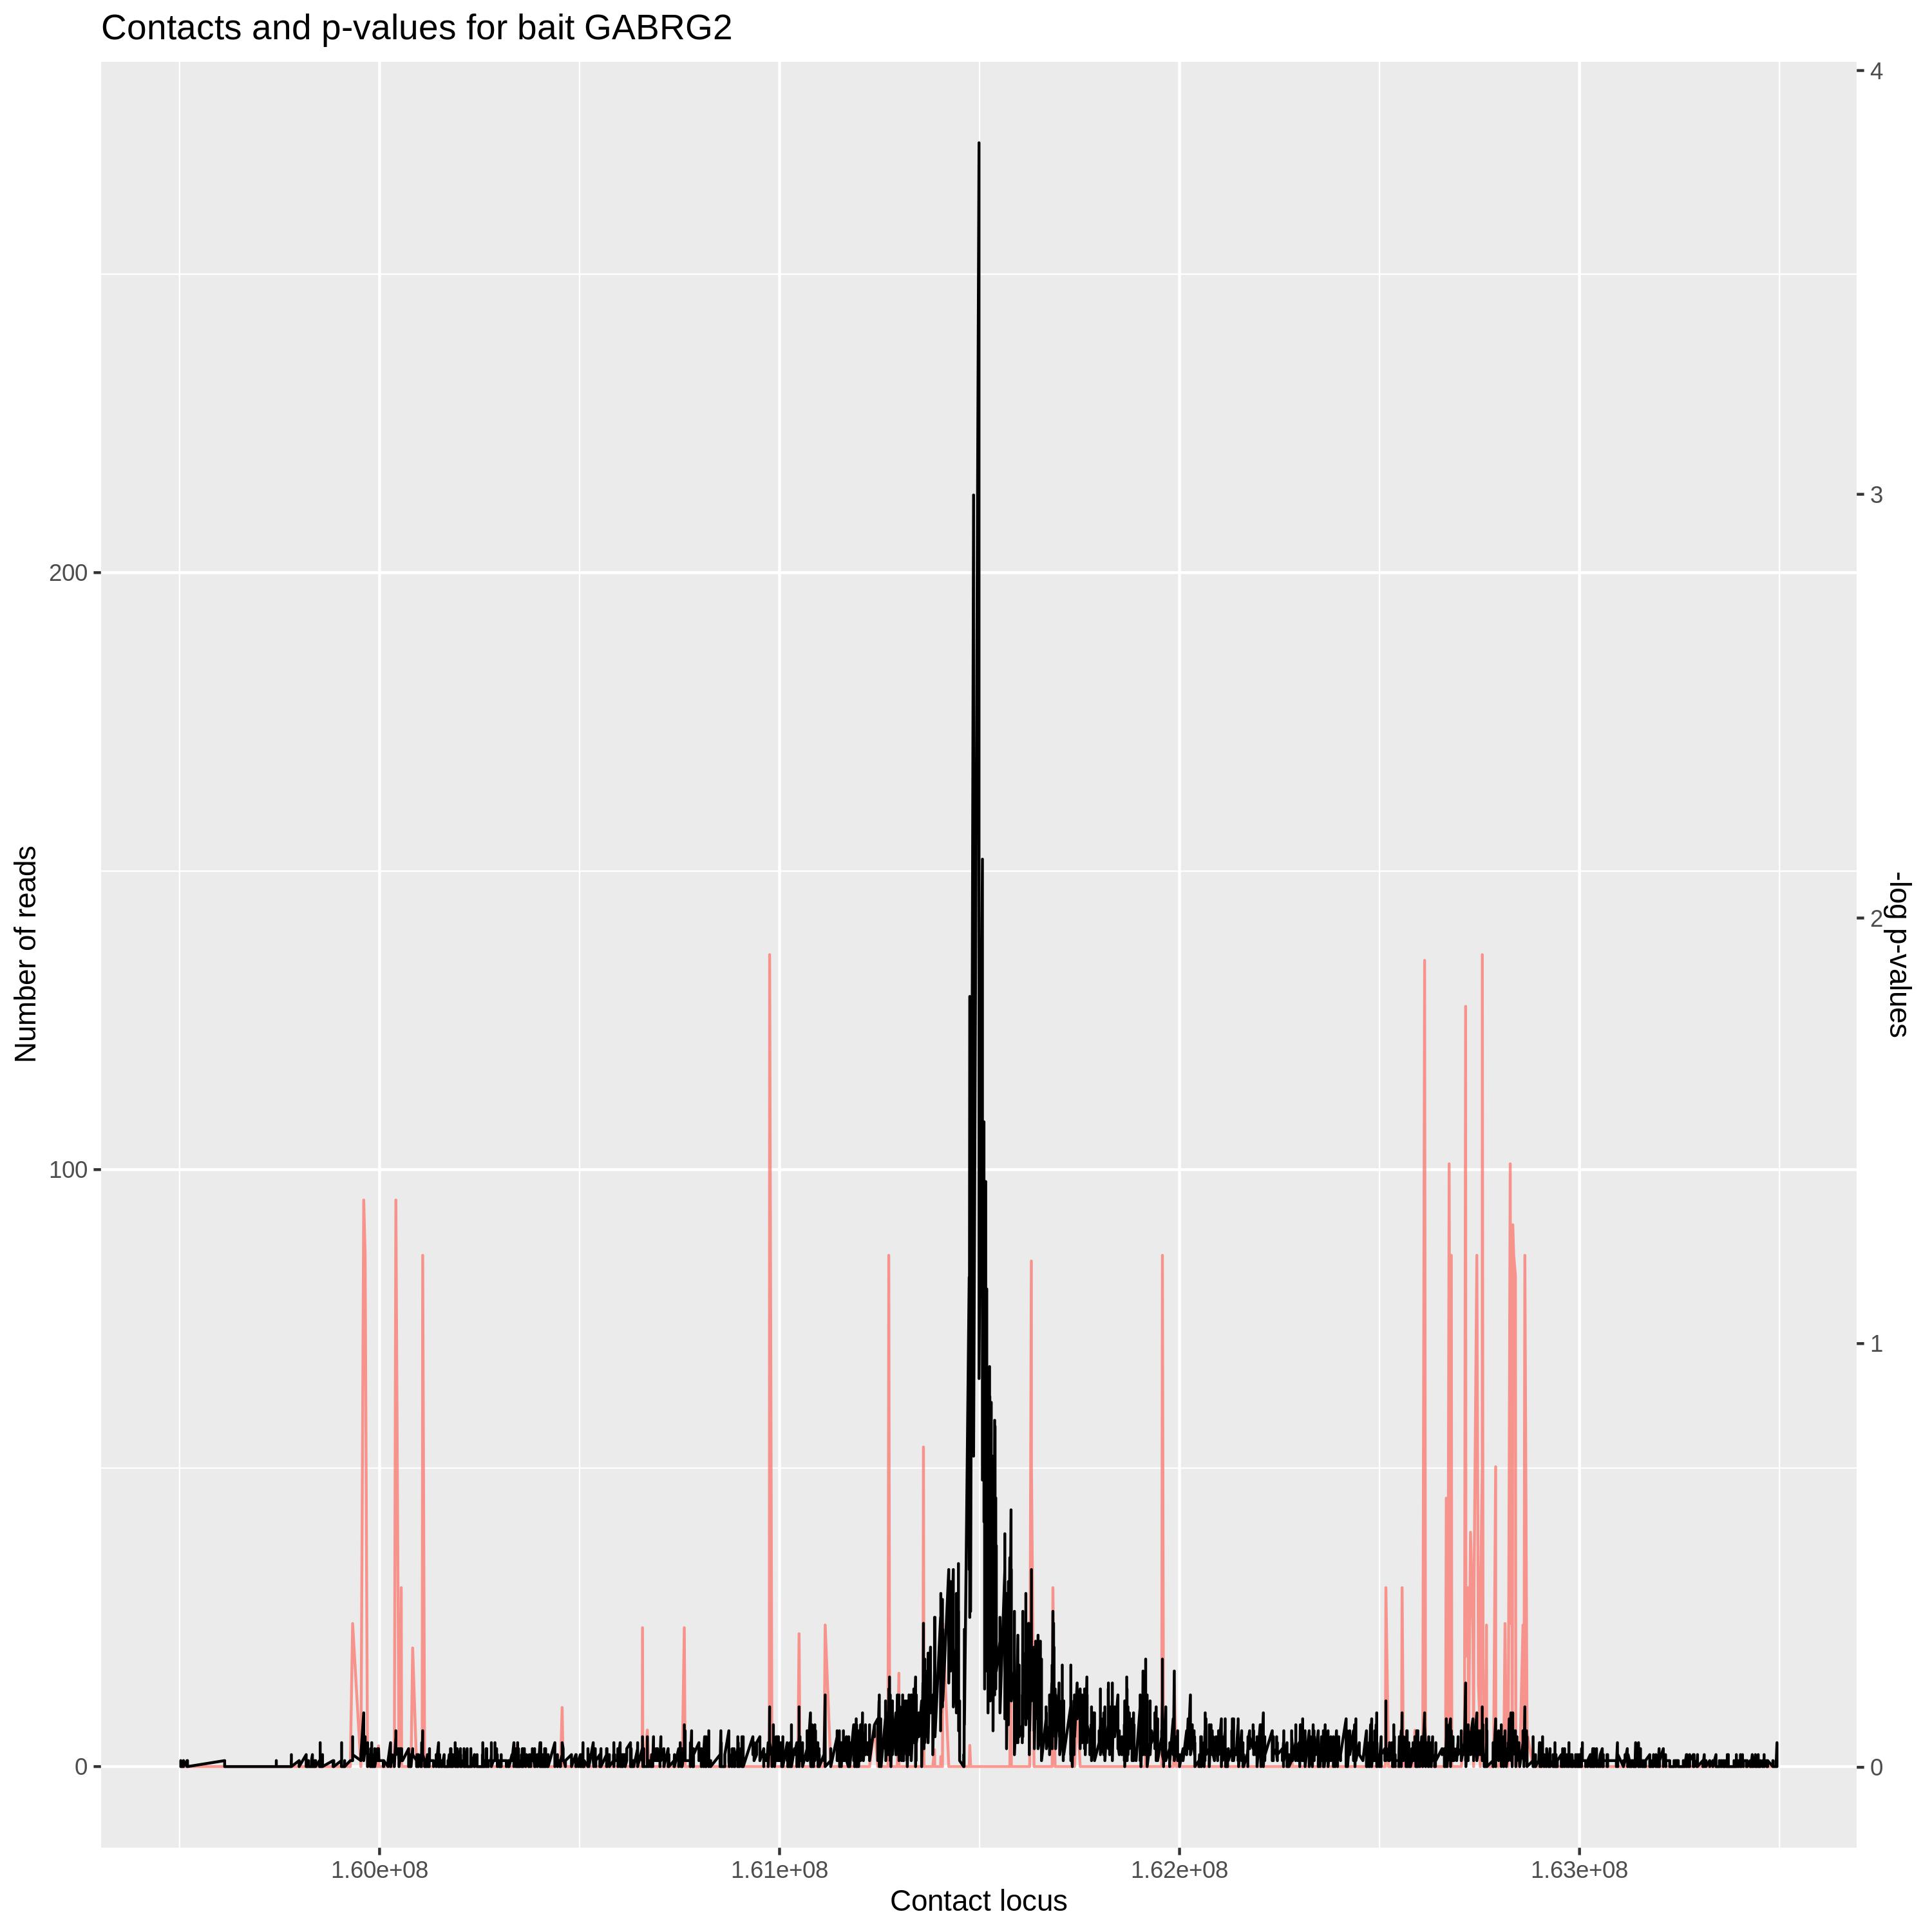 Contacts and p-values for bait GABRG2
Number of reads
200
100
0
4
3
2
1
0
-log p-values
1.60e+08
1.61e+08
1.62e+08
1.63e+08
Contact locus